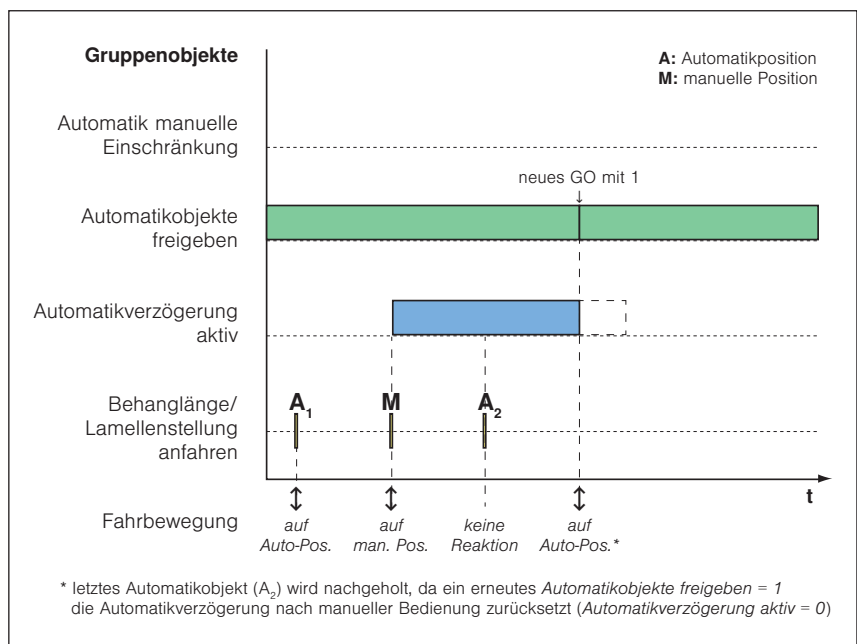 Gruppenobjekte
A: Automatikposition
M: manuelle Position
Automatik manuelle
Einschränkung
neues GO mit 1
Automatikobjekte
freigeben
Automatikverzögerung
aktiv
Behanglänge/
Lamellenstellung
anfahren
A₁
M
A₂
t
Fahrbewegung
auf
Auto-Pos.
auf
man. Pos.
keine
Reaktion
auf
Auto-Pos.*
* letztes Automatikobjekt (A₂) wird nachgeholt, da ein erneutes Automatikobjekte freigeben = 1
die Automatikverzögerung nach manueller Bedienung zurücksetzt (Automatikverzögerung aktiv = 0)